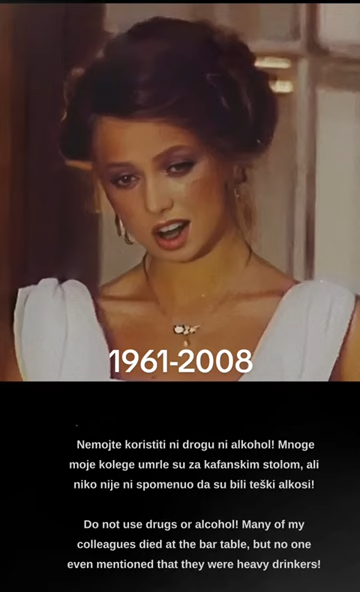 1961-2008
Nemojte koristiti ni drogu ni alkohol! Mnoge
moje kolege umrle su za kafanskim stolom, ali
niko nije ni spomenuo da su bili teški alkosi!
Do not use drugs or alcohol! Many of my
colleagues died at the bar table, but no one
even mentioned that they were heavy drinkers!